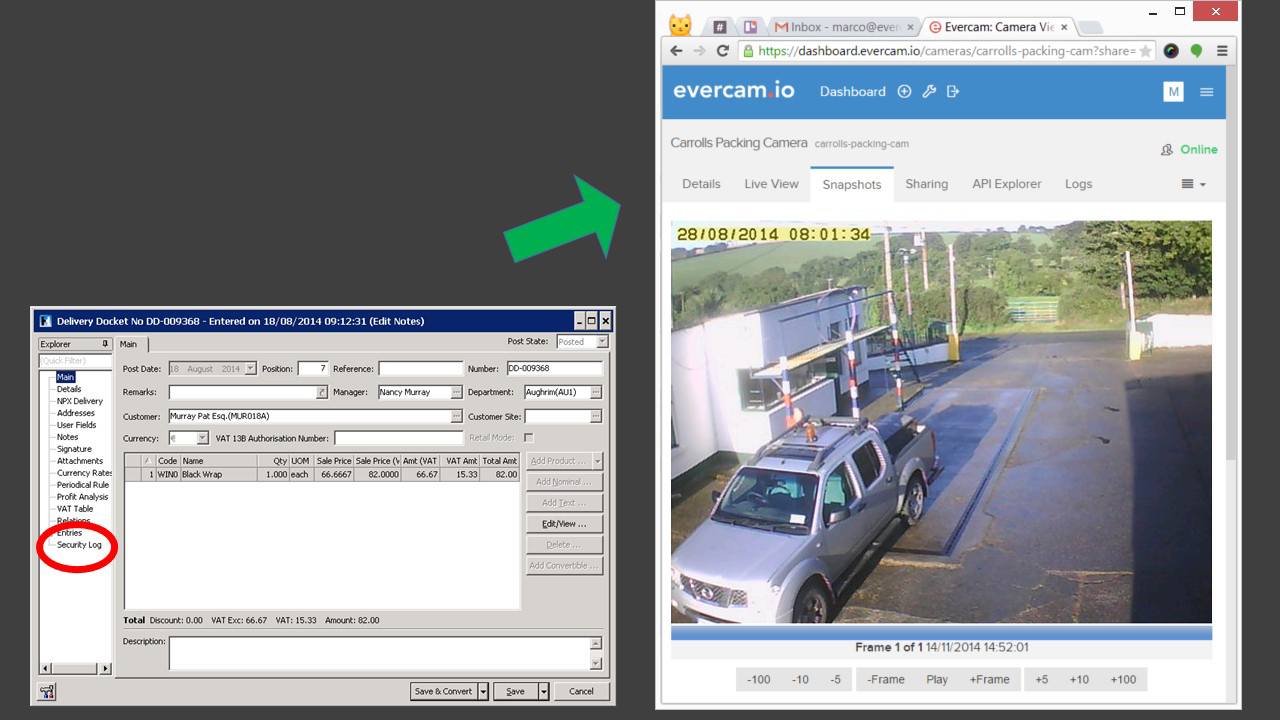 Delivery Docket No DD-009368 - Entered on 18/08/2014 09:12:31 (Edit Notes)
Explorer
(Quick Filter)
Main
Details
NPX Delivery
Addresses
User Fields
Notes
Signature
Attachments
Currency Rates
Periodical Rule
Profit Analysis
VAT Table
Relations
Entries
Security Log
Main
Post State: Posted
Post Date: 18 August 2014 Position: 7 Reference: Number: DD-009368
Remarks: Manager: Nancy Murray Department: Aughrim(AU1)
Customer: Murray Pat Esq.(MUR018A) Customer Site:
Currency: € VAT 13B Authorisation Number: Retail Mode:
Code Name Qty UOM Sale Price Sale Price (V Amt (VAT VAT Amt Total Amt
1 WIN0 Black Wrap 1.000 each 66.6667 82.0000 66.67 15.33 82.00
Add Product ...
Add Nominal ...
Add Text ...
Edit/View ...
Delete ...
Add Convertible ...
Total Discount: 0.00 VAT Exc: 66.67 VAT: 15.33 Amount: 82.00
Description:
Save & Convert Save Cancel
# Inbox - marco@ever Evercam: Camera Vie
https://dashboard.evercam.io/cameras/carrolls-packing-cam?share=
evercam.io Dashboard M
Carrolls Packing Camera carrolls-packing-cam
Online
Details Live View Snapshots Sharing API Explorer Logs
28/08/2014 08:01:34
Frame 1 of 1 14/11/2014 14:52:01
-100 -10 -5 -Frame Play +Frame +5 +10 +100